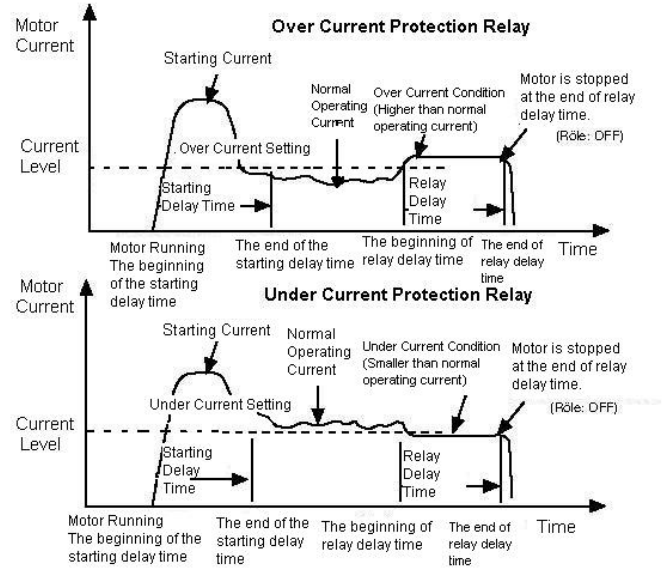 Over Current Protection Relay
Motor
Current
Starting Current
Normal
Operating
Current
Over Current Condition
(Higher than normal
operating current)
Motor is stopped
at the end of relay
delay time.
(Röle: OFF)
Current
Level
Over Current Setting
Starting
Delay Time
Relay
Delay
Time
Motor Running
The beginning
of the starting
delay time
The end of the
starting delay time
The beginning of
relay delay time
The end of
relay delay
time
Time
Under Current Protection Relay
Motor
Current
Starting Current
Normal
Operating
Current
Under Current Condition
(Smaller than normal
operating current)
Motor is stopped
at the end of relay
delay time.
(Röle: OFF)
Under Current Setting
Current
Level
Starting
Delay
Time
Relay
Delay
Time
Motor Running
The beginning of the
starting delay time
The end of the
starting delay
time
The beginning of
relay delay time
The end of
relay delay
time
Time